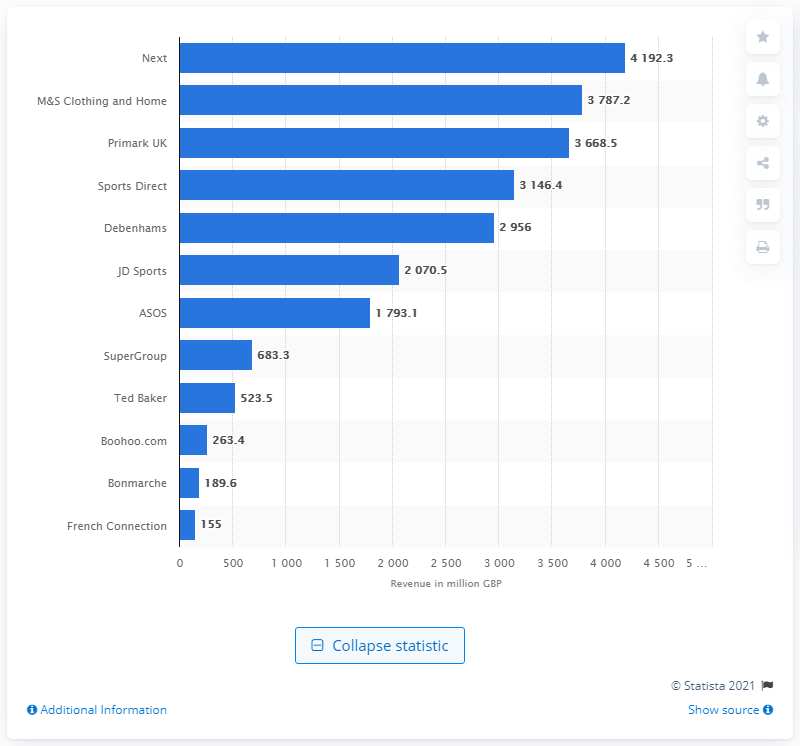 Next 4 192.3
M&S Clothing and Home 3 787.2
Primark UK 3 668.5
Sports Direct 3 146.4
Debenhams 2 956
JD Sports 2 070.5
ASOS 1 793.1
SuperGroup 683.3
Ted Baker 523.5
Boohoo.com 263.4
Bonmarche 189.6
French Connection 155
0 500 1 000 1 500 2 000 2 500 3 000 3 500 4 000 4 500 5 ...
Revenue in million GBP
Collapse statistic
© Statista 2021
Additional Information Show source